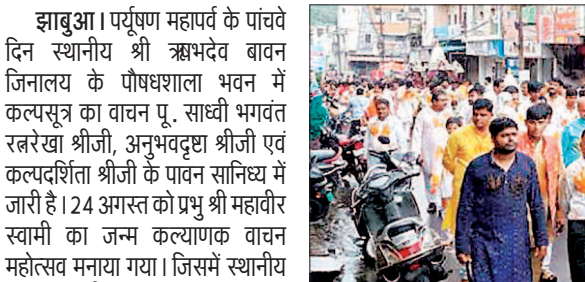 झाबुआ। पर्यूषण महापर्व के पांचवे
दिन स्थानीय श्री ऋषभदेव बावन
जिनालय के पौषधशाला भवन में
कल्पसूत्र का वाचन पू. साध्वी भगवंत
रत्नरेखा श्रीजी, अनुभवदृष्टा श्रीजी एवं
कल्पदर्शिता श्रीजी के पावन सानिध्य में
जारी है। 24 अगस्त को प्रभु श्री महावीर
स्वामी का जन्म कल्याणक वाचन
महोत्सव मनाया गया। जिसमें स्थानीय